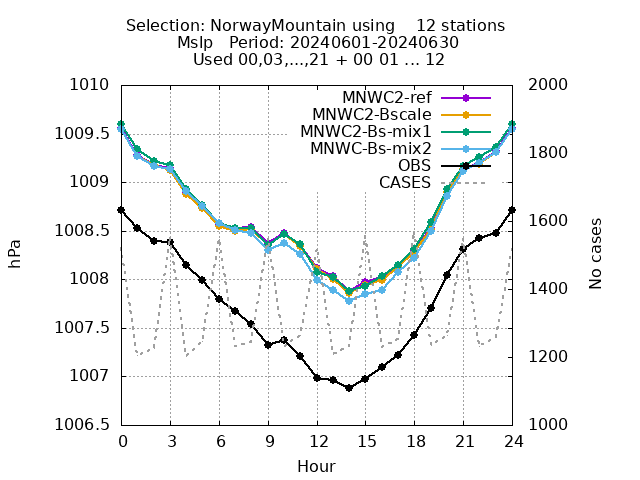 Selection: NorwayMountain using 12 stations
Mslp Period: 20240601-20240630
Used 00,03,...,21 + 00 01 ... 12
MNWC2-ref
MNWC2-Bscale
MNWC2-Bs-mix1
MNWC-Bs-mix2
OBS
CASES
1010
1009.5
1009
1008.5
1008
1007.5
1007
1006.5
hPa
2000
1800
1600
1400
1200
1000
No cases
0 3 6 9 12 15 18 21 24
Hour